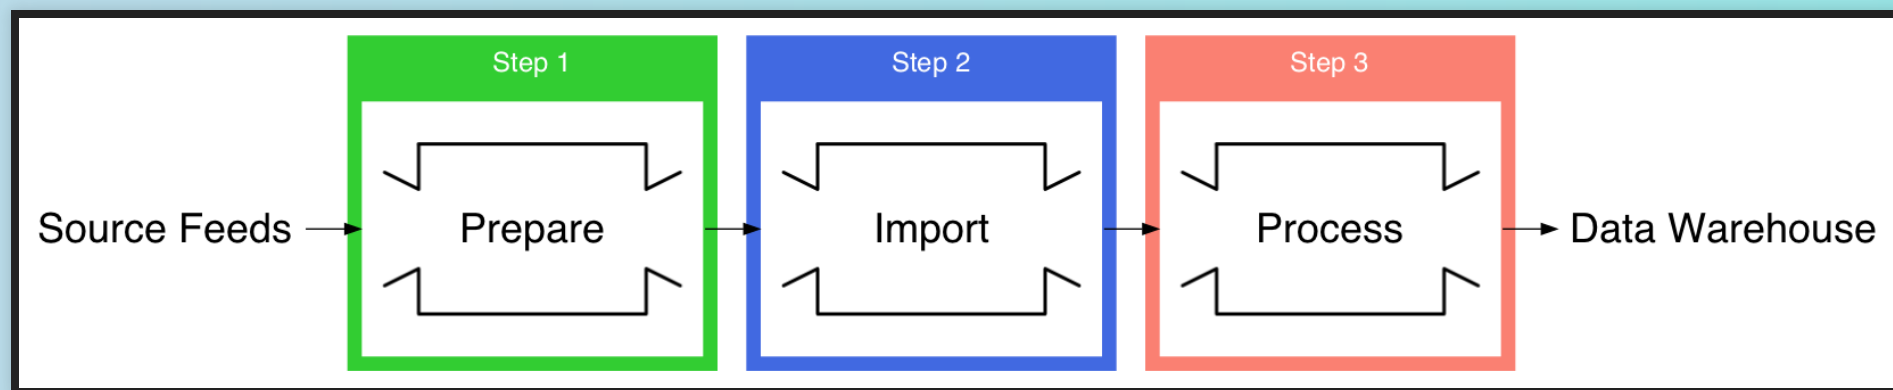 Step 1
Step 2
Step 3
Source Feeds
Prepare
Import
Process
Data Warehouse